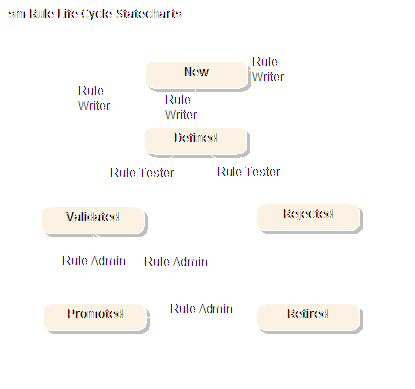 sm Rule Life Cycle Statecharts
New
Rule
Writer
Rule
Writer
Rule
Writer
Defined
Rule Tester
Rule Tester
Validated
Rejected
Rule Admin
Rule Admin
Promoted
Rule Admin
Retired